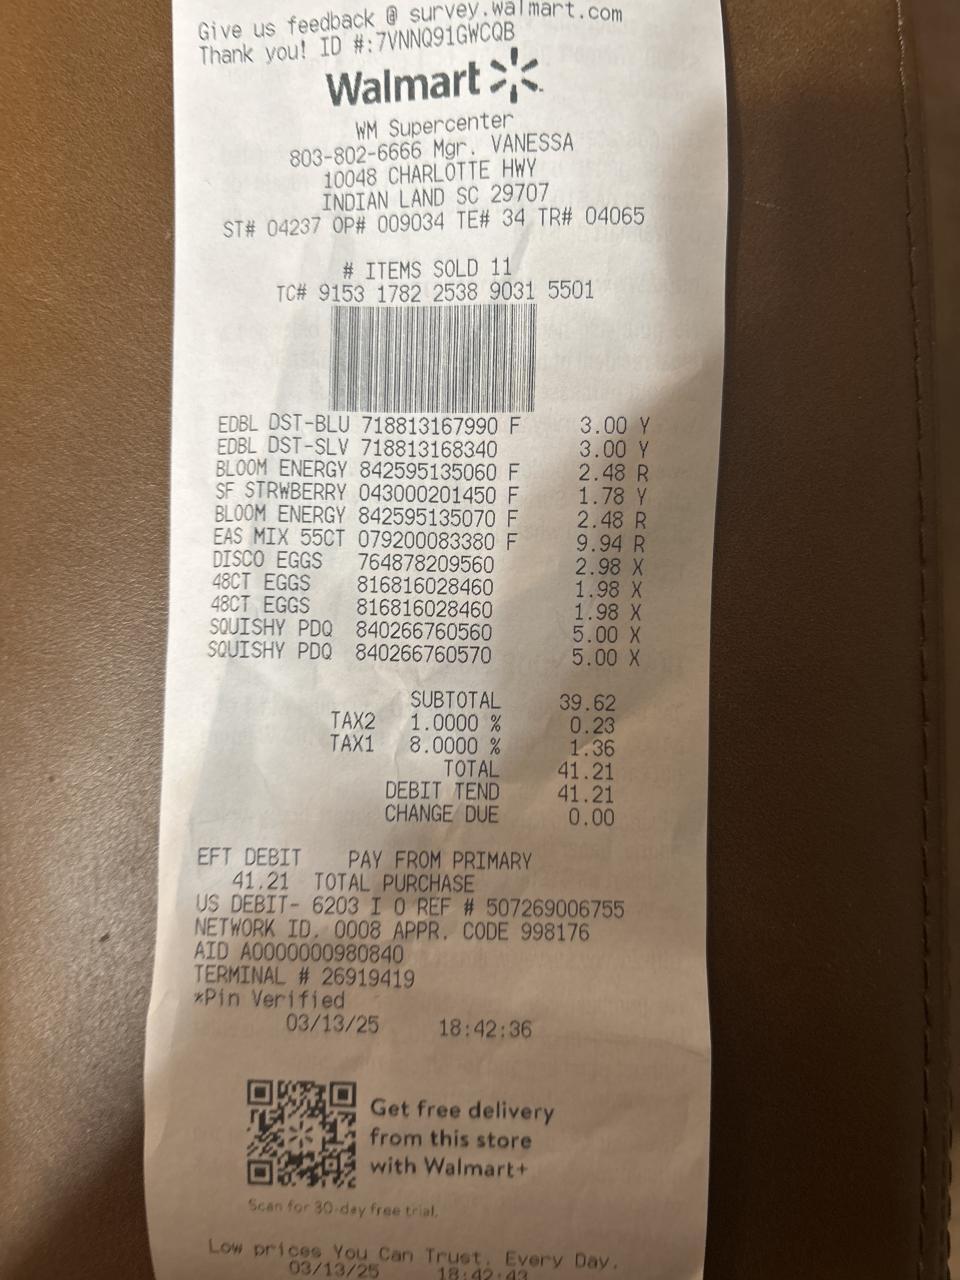 Give us feedback @ survey.walmart.com
Thank you! ID #:7VNNQ91GWCQB
Walmart
WM Supercenter
803-802-6666 Mgr. VANESSA
10048 CHARLOTTE HWY
INDIAN LAND SC 29707
ST# 04237 OP# 009034 TE# 34 TR# 04065
# ITEMS SOLD 11
TC# 9153 1782 2538 9031 5501
EDBL DST-BLU 718813167990 F 3.00 Y
EDBL DST-SLV 718813168340 3.00 Y
BLOOM ENERGY 842595135060 F 2.48 R
SF STRWBERRY 043000201450 F 1.78 Y
BLOOM ENERGY 842595135070 F 2.48 R
EAS MIX 55CT 079200083380 F 9.94 R
DISCO EGGS 764878209560 2.98 X
48CT EGGS 816816028460 1.98 X
48CT EGGS 816816028460 1.98 X
SQUISHY PDQ 840266760560 5.00 X
SQUISHY PDQ 840266760570 5.00 X
SUBTOTAL 39.62
TAX2 1.0000 % 0.23
TAX1 8.0000 % 1.36
TOTAL 41.21
DEBIT TEND 41.21
CHANGE DUE 0.00
EFT DEBIT PAY FROM PRIMARY
41.21 TOTAL PURCHASE
US DEBIT- 6203 I 0 REF # 507269006755
NETWORK ID. 0008 APPR. CODE 998176
AID A0000000980840
TERMINAL # 26919419
*Pin Verified
03/13/25 18:42:36
Get free delivery
from this store
with Walmart+
Scan for 30-day free trial.
Low prices You Can Trust. Every Day.
03/13/25 18:42:43